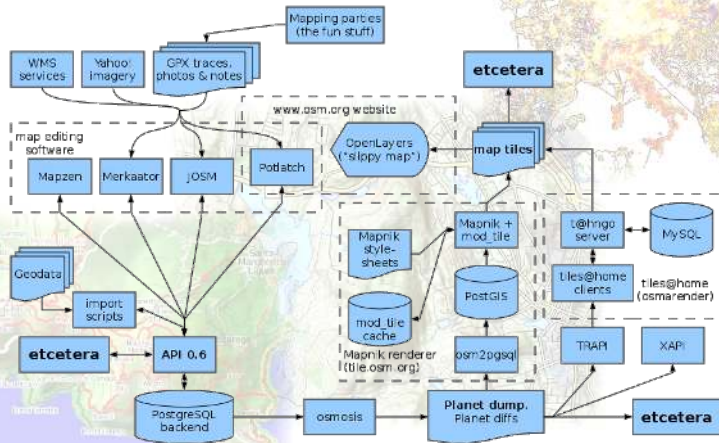 Mapping parties
(the fun stuff)
WMS
services
Yahoo!
imagery
GPX traces,
photos & notes
etcetera
www.osm.org website
map editing
software
OpenLayers
("slippy map")
map tiles
Mapzen
Merkaator
JOSM
Potlatch
Mapnik
style-
sheets
Mapnik +
mod_tile
t@hngo
server
MySQL
Geodata
import
scripts
PostGIS
tiles@home
clients
tiles@home
(osmarender)
mod_tile
cache
etcetera
API 0.6
Mapnik renderer
(tile.osm.org)
osm2pgsql
TRAPI
XAPI
PostgreSQL
backend
osmosis
Planet dump.
Planet diffs
etcetera